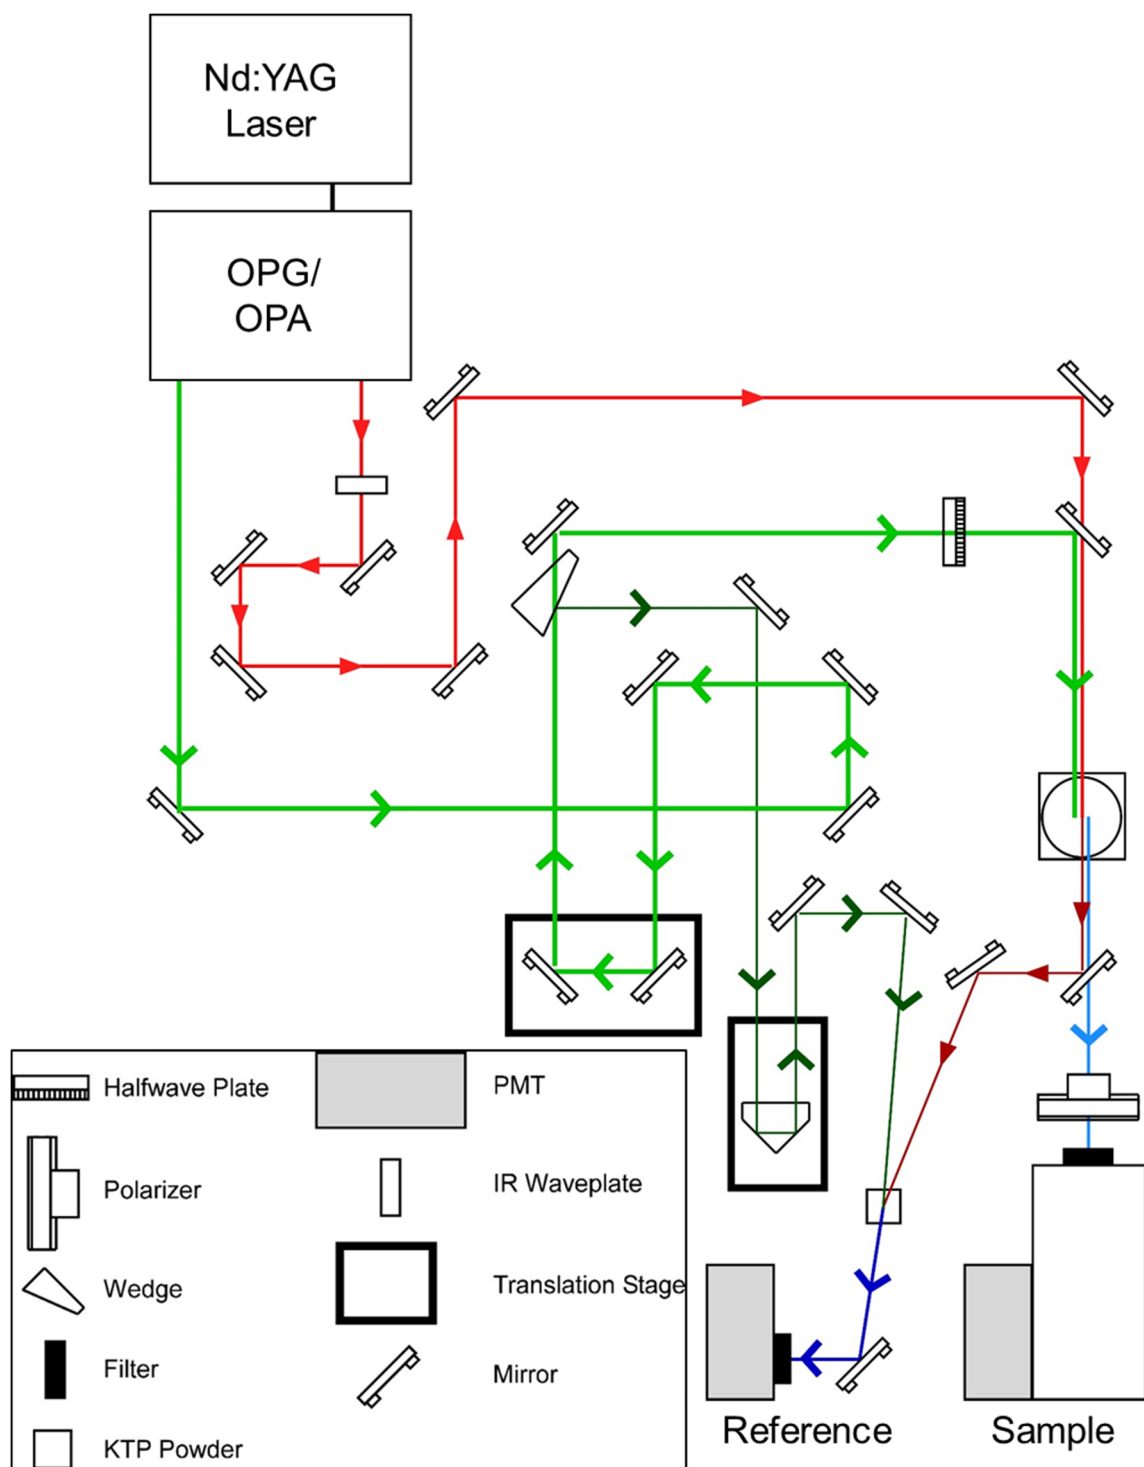 Nd:YAG
Laser
OPG/
OPA
Halfwave Plate
PMT
Polarizer
IR Waveplate
Wedge
Translation Stage
Filter
Mirror
KTP Powder
Reference
Sample